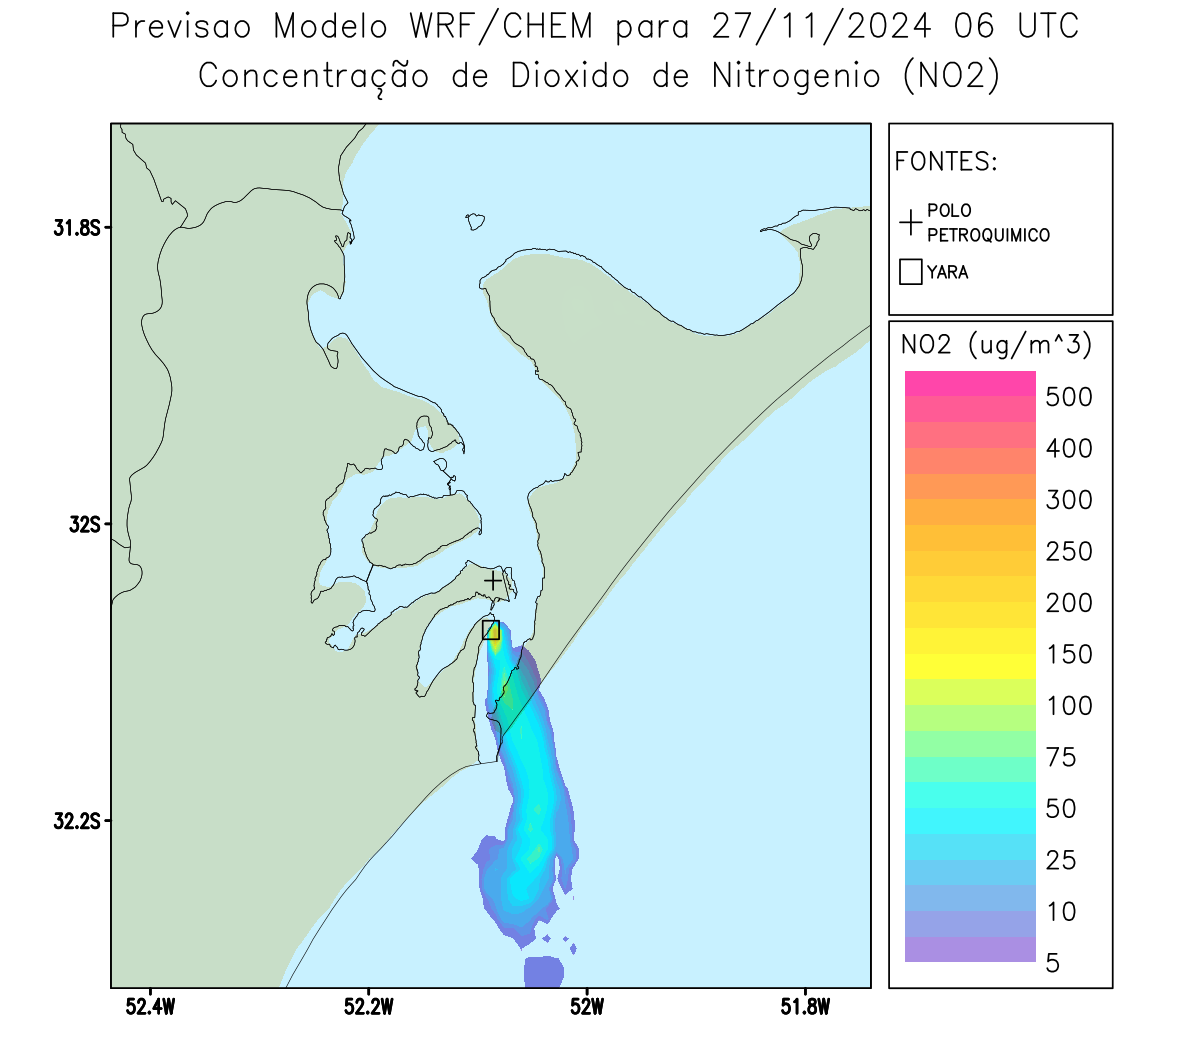 Previsao Modelo WRF/CHEM para 27/11/2024 06 UTC
Concentração de Dioxido de Nitrogenio (NO2)
FONTES:
POLO
PETROQUIMICO
YARA
NO2 (ug/m^3)
500
400
300
250
200
150
100
75
50
25
10
5
31.8S
32S
32.2S
52.4W
52.2W
52W
51.8W